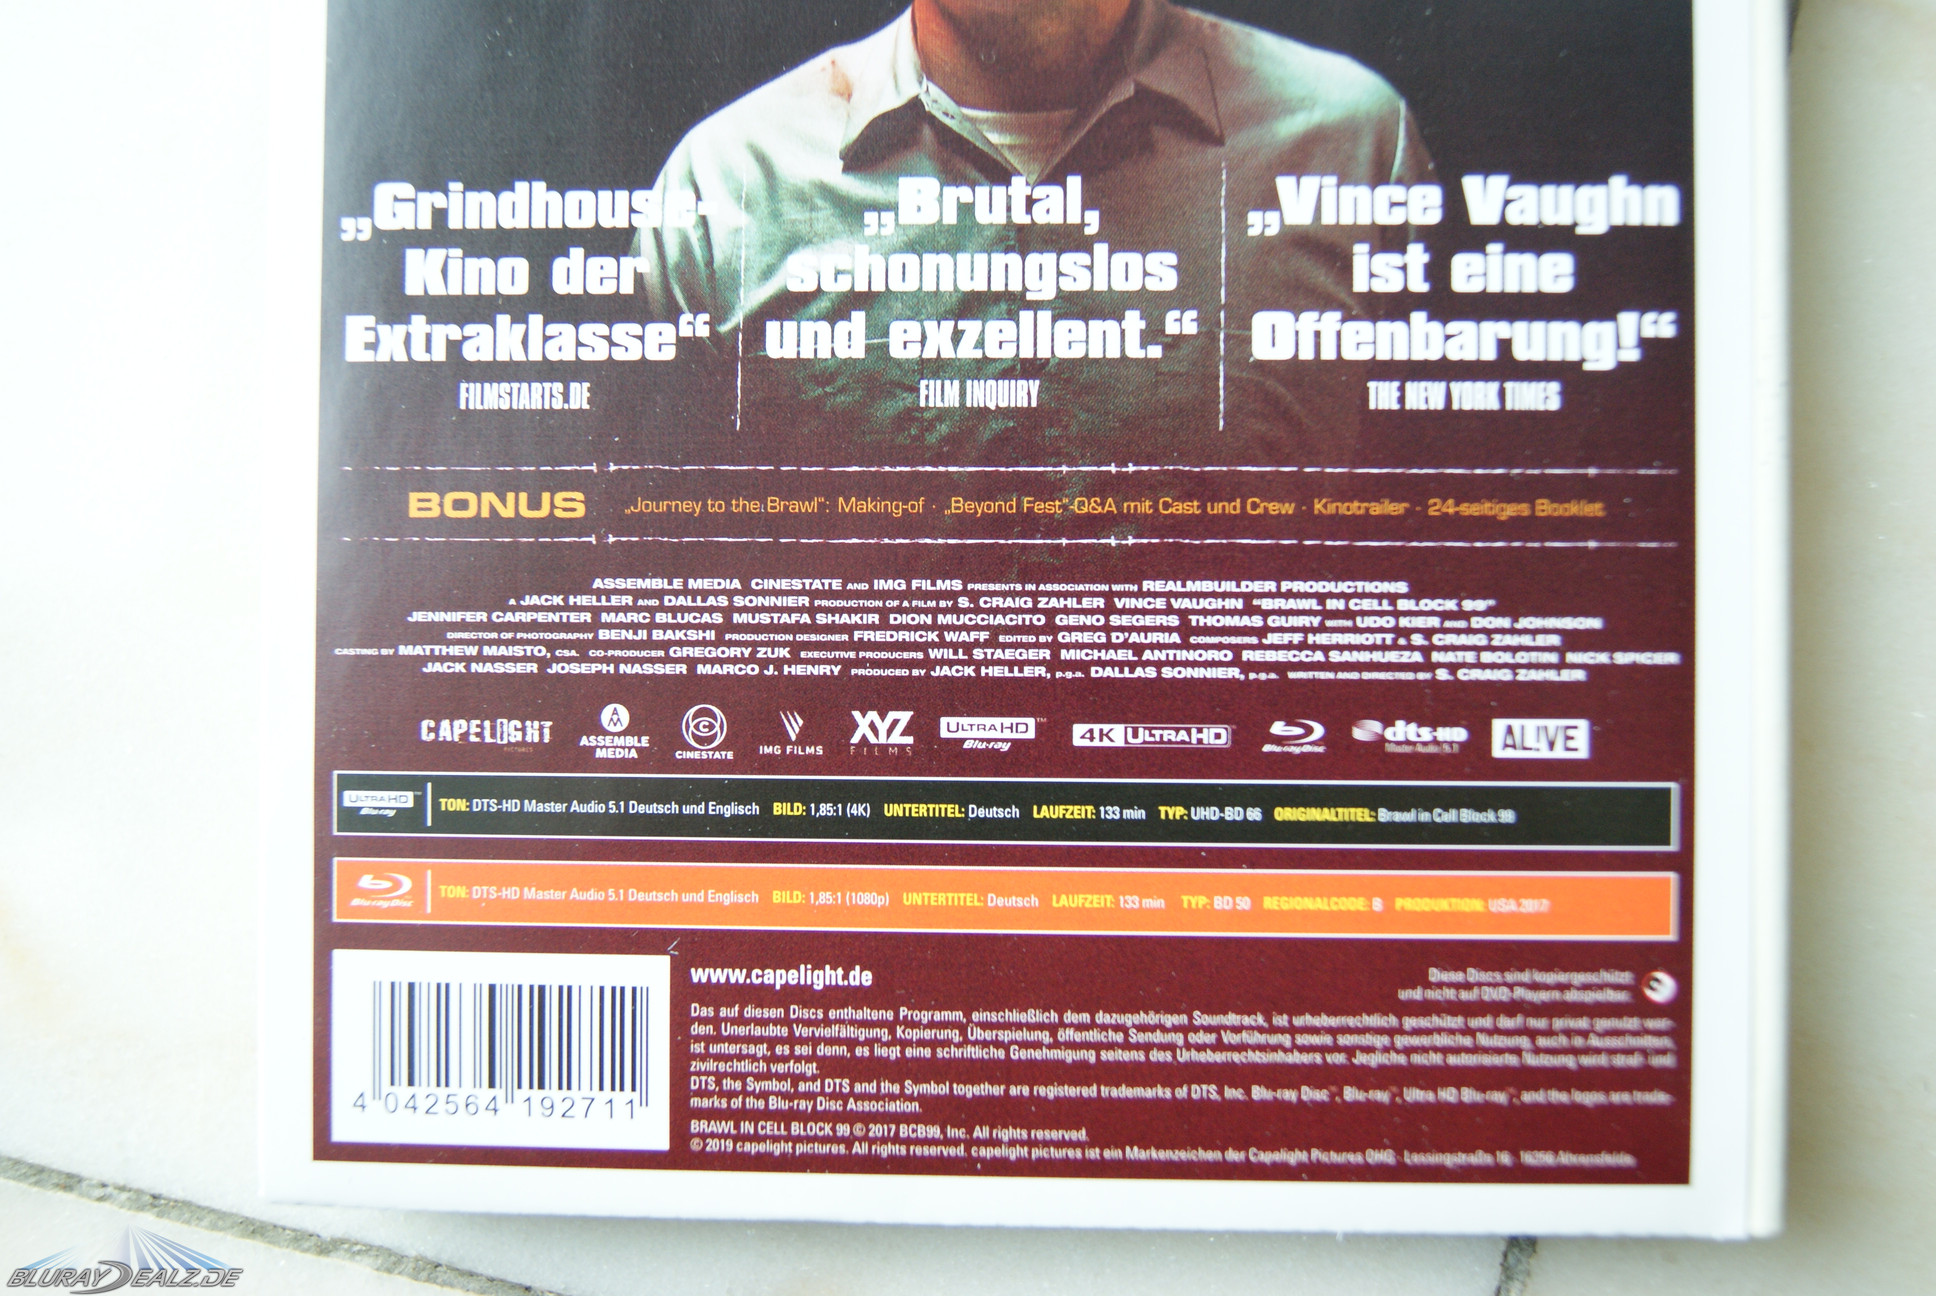 „Grindhouse-
Kino der
Extraklasse“
FILMSTARTS.DE
„Brutal,
schonungslos
und exzellent.“
FILM INQUIRY
„Vince Vaughn
ist eine
Offenbarung!“
THE NEW YORK TIMES
BONUS „Journey to the Brawl“: Making-of · „Beyond Fest“-Q&A mit Cast und Crew · Kinotrailer · 24-seitiges Booklet
ASSEMBLE MEDIA CINESTATE AND IMG FILMS PRESENTS IN ASSOCIATION WITH REALMBUILDER PRODUCTIONS
A JACK HELLER AND DALLAS SONNIER PRODUCTION OF A FILM BY S. CRAIG ZAHLER VINCE VAUGHN “BRAWL IN CELL BLOCK 99”
JENNIFER CARPENTER MARC BLUCAS MUSTAFA SHAKIR DION MUCCIACITO GENO SEGERS THOMAS GUIRY WITH UDO KIER AND DON JOHNSON
DIRECTOR OF PHOTOGRAPHY BENJI BAKSHI PRODUCTION DESIGNER FREDRICK WAFF EDITED BY GREG D'AURIA COMPOSERS JEFF HERRIOTT & S. CRAIG ZAHLER
CASTING BY MATTHEW MAISTO, CSA. CO-PRODUCER GREGORY ZUK EXECUTIVE PRODUCERS WILL STAEGER MICHAEL ANTINORO REBECCA SANHUEZA NATE BOLOTIN NICK SPICER
JACK NASSER JOSEPH NASSER MARCO J. HENRY PRODUCED BY JACK HELLER, p.g.a. DALLAS SONNIER, p.g.a. WRITTEN AND DIRECTED BY S. CRAIG ZAHLER
CAPELIGHT PICTURES
ASSEMBLE MEDIA
CINESTATE
IMG FILMS
XYZ FILMS
ULTRA HD Blu-ray™
4K ULTRA HD™
Blu-ray Disc
dts-HD Master Audio 5.1
AL!VE
ULTRA HD Blu-ray™ TON: DTS-HD Master Audio 5.1 Deutsch und Englisch BILD: 1,85:1 (4K) UNTERTITEL: Deutsch LAUFZEIT: 133 min TYP: UHD-BD 66 ORIGINALTITEL: Brawl in Cell Block 99
Blu-ray Disc TON: DTS-HD Master Audio 5.1 Deutsch und Englisch BILD: 1,85:1 (1080p) UNTERTITEL: Deutsch LAUFZEIT: 133 min TYP: BD 50 REGIONALCODE: B PRODUKTION: USA 2017
4 042564 192711
www.capelight.de
Diese Discs sind kopiergeschützt
und nicht auf DVD-Playern abspielbar.
Das auf diesen Discs enthaltene Programm, einschließlich dem dazugehörigen Soundtrack, ist urheberrechtlich geschützt und darf nur privat genutzt wer-
den. Unerlaubte Vervielfältigung, Kopierung, Überspielung, öffentliche Sendung oder Vorführung sowie sonstige gewerbliche Nutzung, auch in Ausschnitten,
ist untersagt, es sei denn, es liegt eine schriftliche Genehmigung seitens des Urheberrechtsinhabers vor. Jegliche nicht autorisierte Nutzung wird straf- und
zivilrechtlich verfolgt.
DTS, the Symbol, and DTS and the Symbol together are registered trademarks of DTS, Inc. Blu-ray Disc™, Blu-ray™, Ultra HD Blu-ray™, and the logos are trade-
marks of the Blu-ray Disc Association.
BRAWL IN CELL BLOCK 99 © 2017 BCB99, Inc. All rights reserved.
© 2019 capelight pictures. All rights reserved. capelight pictures ist ein Markenzeichen der Capelight Pictures OHG · Lessingstraße 16 · 16356 Ahrensfelde.
BLURAYDEALZ.DE